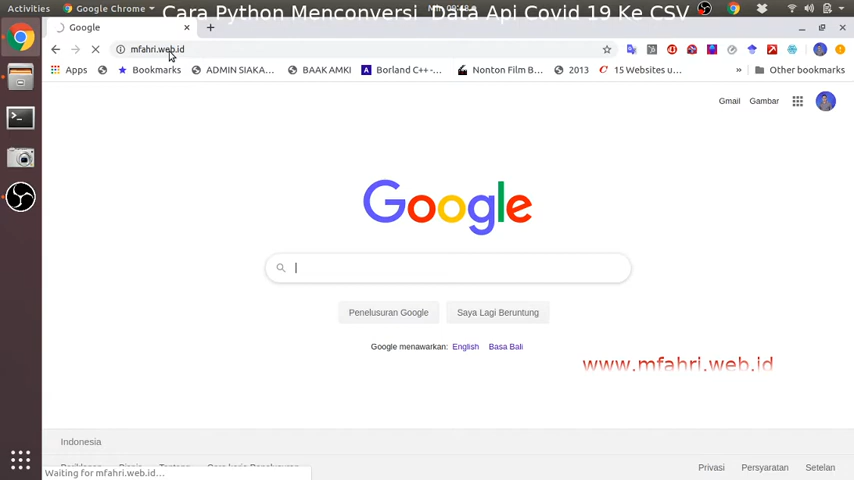 Activities Google Chrome Cara Python Menconversi Data Api Covid 19 Ke CSV
Google
mfahri.web.id
Apps Bookmarks ADMIN SIAKA... BAAK AMKI Borland C++ -... Nonton Film B... 2013 15 Websites u... » Other bookmarks
Gmail Gambar
Google
Penelusuran Google Saya Lagi Beruntung
Google menawarkan: English Basa Bali
www.mfahri.web.id
Indonesia
Waiting for mfahri.web.id... Privasi Persyaratan Setelan